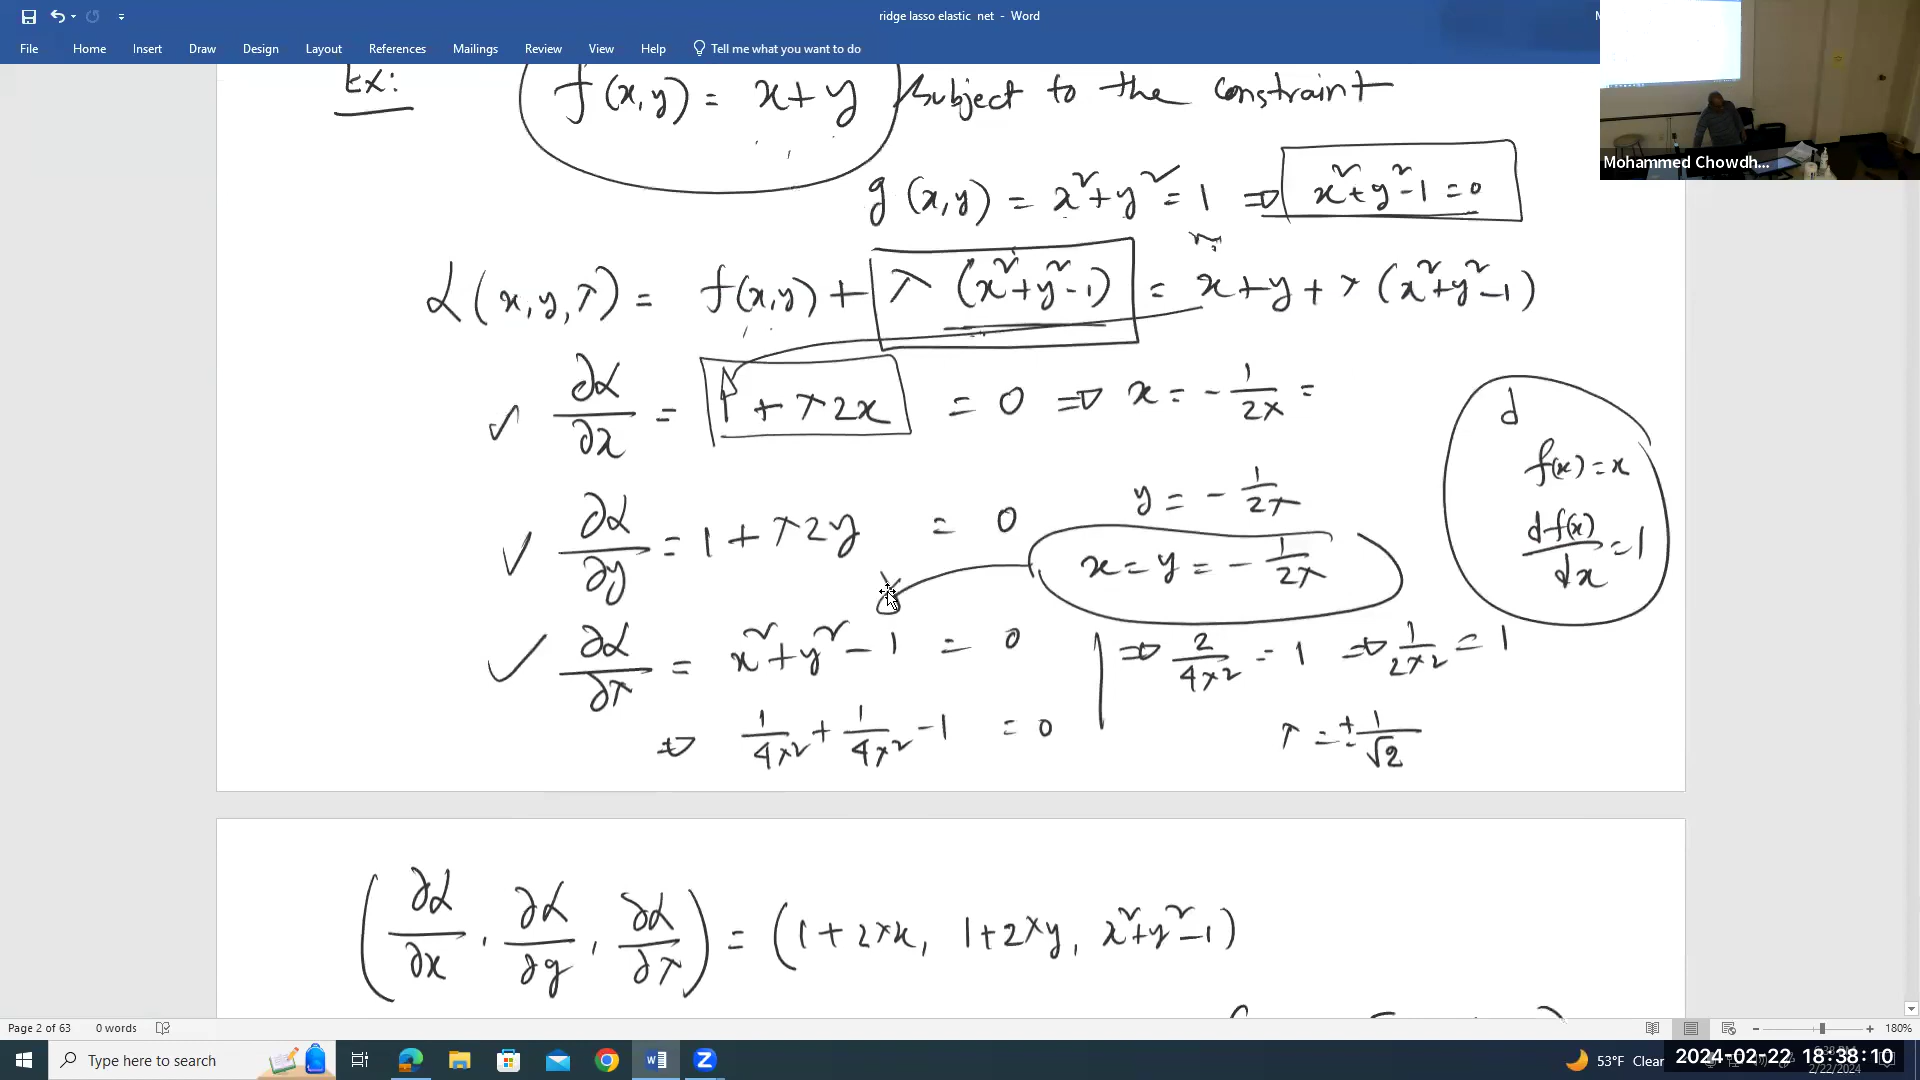 ridge lasso elastic net - Word
File Home Insert Draw Design Layout References Mailings Review View Help Tell me what you want to do
Mohammed Chowdh...
Ex: f(x,y) = x+y subject to the constraint
g(x,y) = x²+y² = 1 ⇒ x²+y²-1 = 0
L(x,y,λ) = f(x,y) + λ(x²+y²-1) = x+y+λ(x²+y²-1)
∂L/∂x = 1 + λ2x = 0 ⇒ x = -1/2λ =
∂L/∂y = 1 + λ2y = 0 y = -1/2λ
x = y = -1/2λ
d
f(x) = x
df(x)/dx = 1
∂L/∂λ = x²+y²-1 = 0 ⇒ 2/4λ² = 1 ⇒ 1/2λ² = 1
⇒ 1/4λ² + 1/4λ² - 1 = 0 λ = ± 1/√2
(∂L/∂x, ∂L/∂y, ∂L/∂λ) = (1+2λx, 1+2λy, x²+y²-1)
Page 2 of 63 0 words 180%
Type here to search 53°F Clear 2024-02-22 18:38:10
2/22/2024